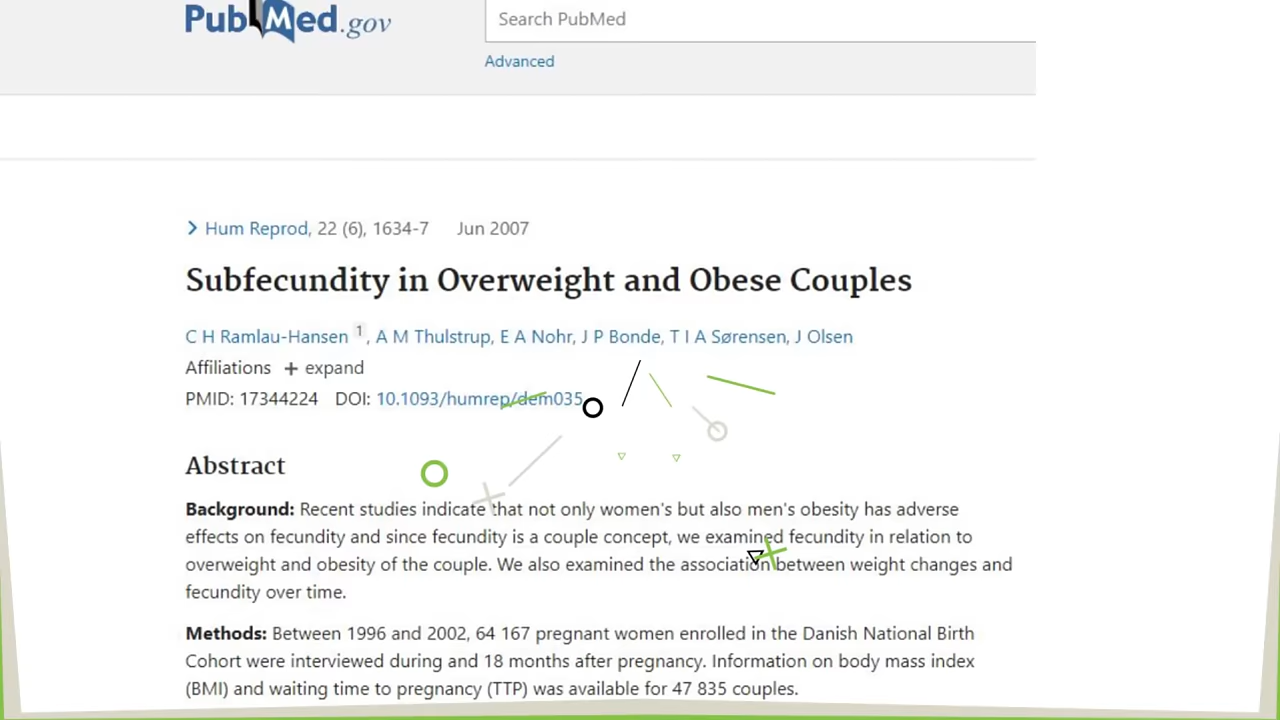 PubMed.gov
Search PubMed
Advanced
Hum Reprod, 22 (6), 1634-7 Jun 2007
Subfecundity in Overweight and Obese Couples
C H Ramlau-Hansen 1, A M Thulstrup, E A Nohr, J P Bonde, T I A Sørensen, J Olsen
Affiliations + expand
PMID: 17344224 DOI: 10.1093/humrep/dem035
Abstract
Background: Recent studies indicate that not only women's but also men's obesity has adverse
effects on fecundity and since fecundity is a couple concept, we examined fecundity in relation to
overweight and obesity of the couple. We also examined the association between weight changes and
fecundity over time.
Methods: Between 1996 and 2002, 64 167 pregnant women enrolled in the Danish National Birth
Cohort were interviewed during and 18 months after pregnancy. Information on body mass index
(BMI) and waiting time to pregnancy (TTP) was available for 47 835 couples.